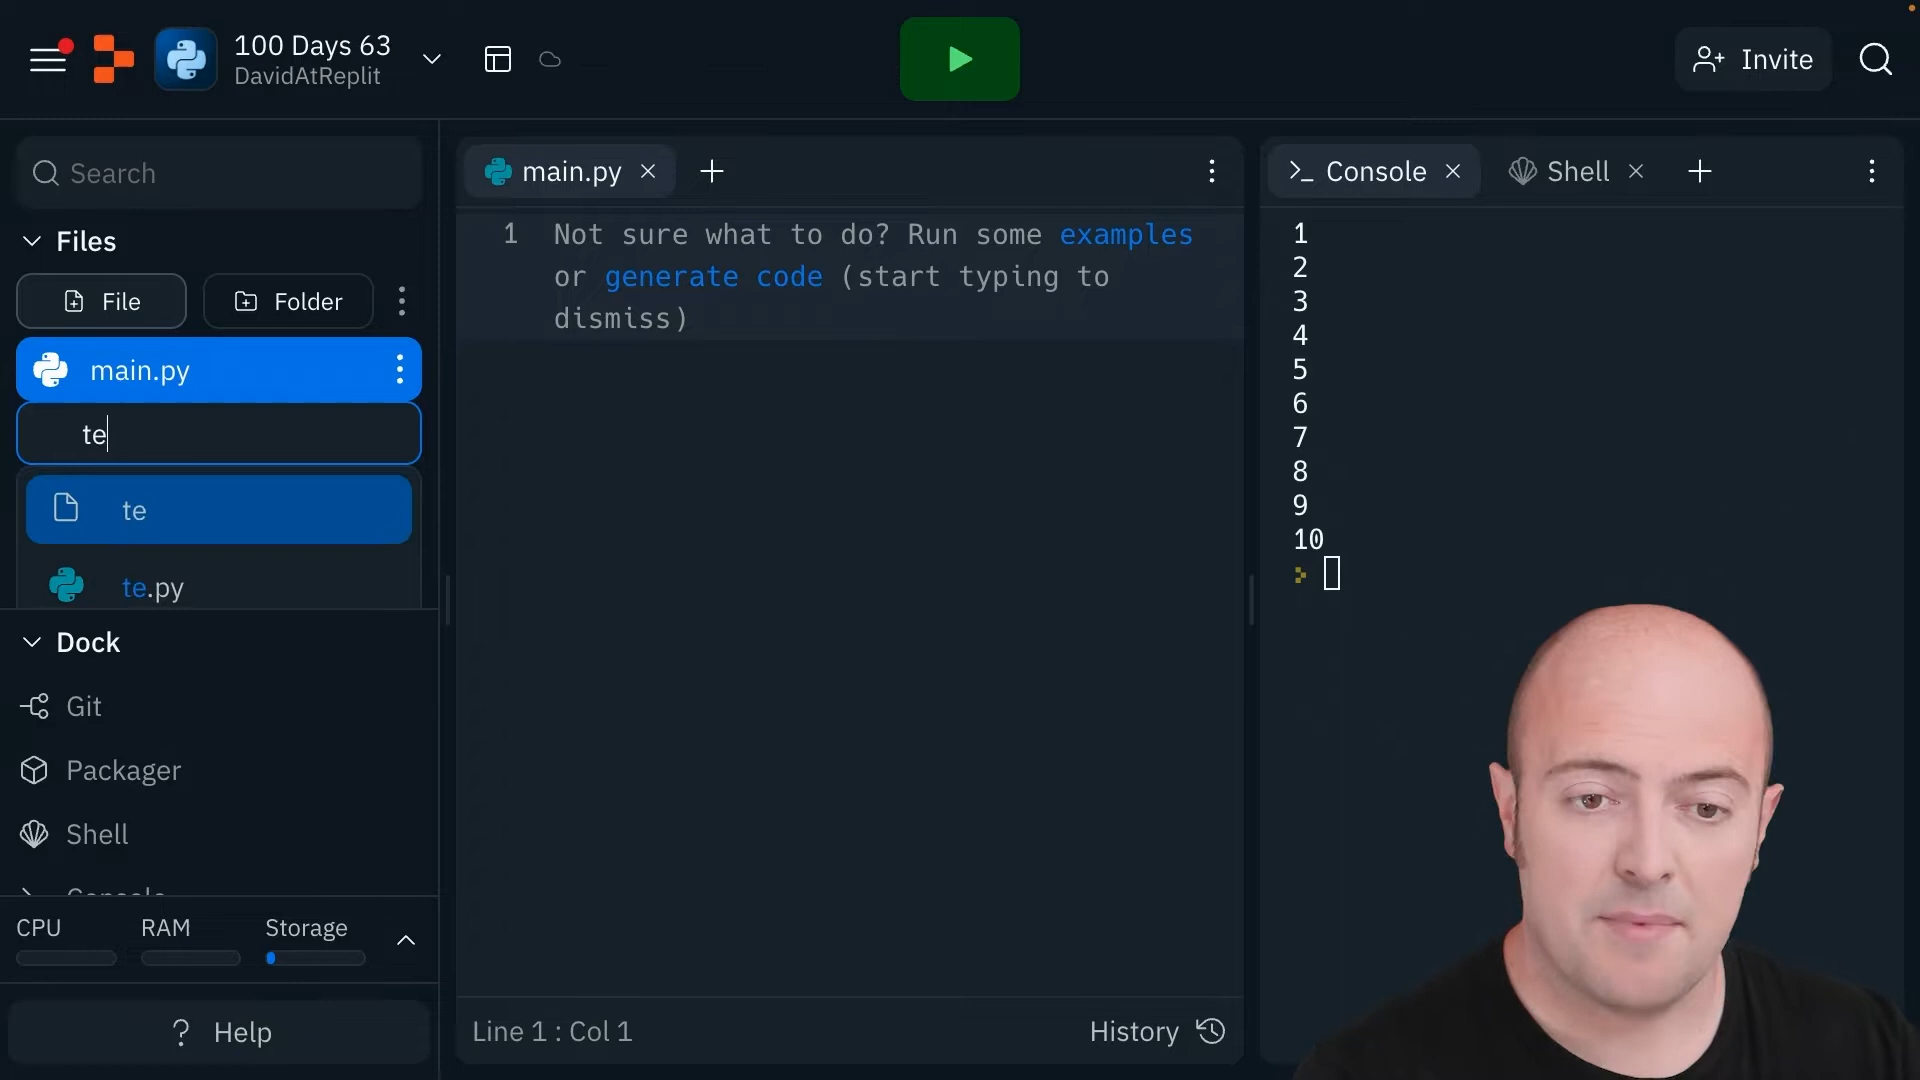 100 Days 63
DavidAtReplit
Invite
Search
Files
File
Folder
main.py
te
te
te.py
Dock
Git
Packager
Shell
Console
CPU
RAM
Storage
Help
main.py
1
Not sure what to do? Run some examples
or generate code (start typing to
dismiss)
Line 1 : Col 1
History
Console
Shell
1
2
3
4
5
6
7
8
9
10